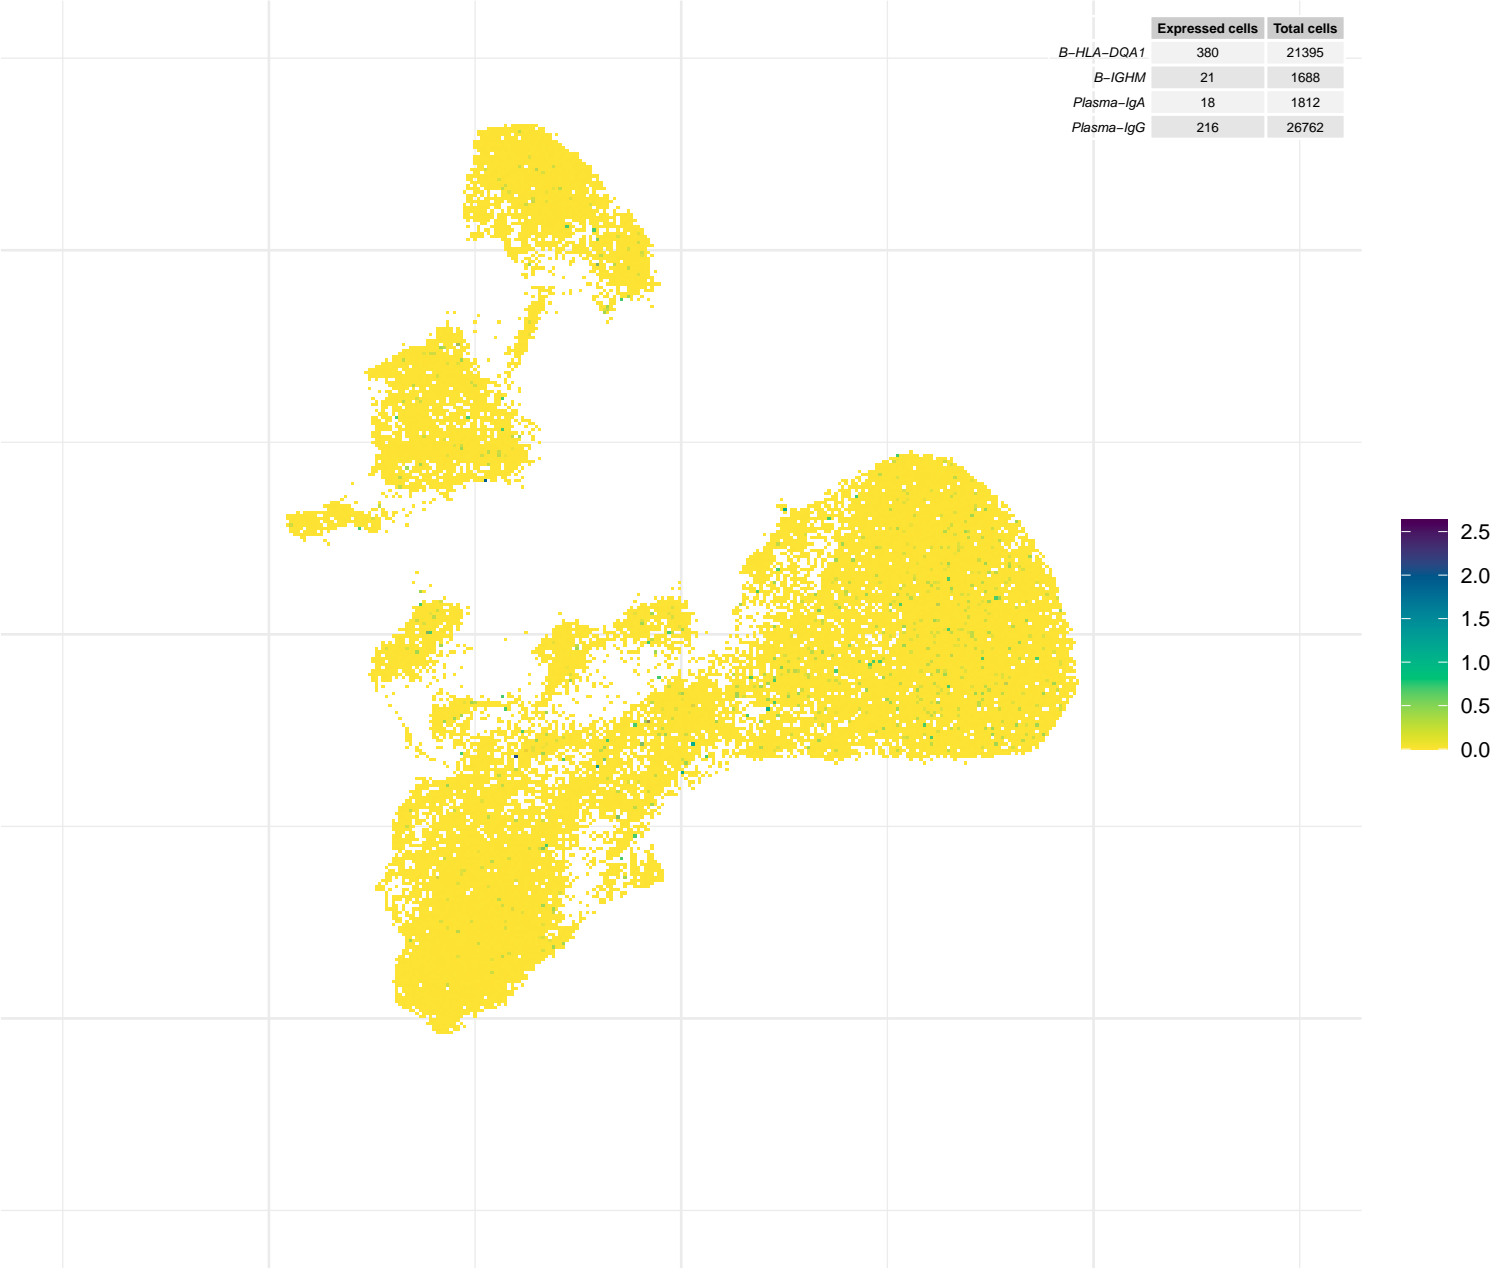 Expressed cells Total cells
B−HLA−DQA1 380 21395
B−IGHM 21 1688
Plasma−IgA 18 1812
Plasma−IgG 216 26762
2.5
2.0
1.5
1.0
0.5
0.0